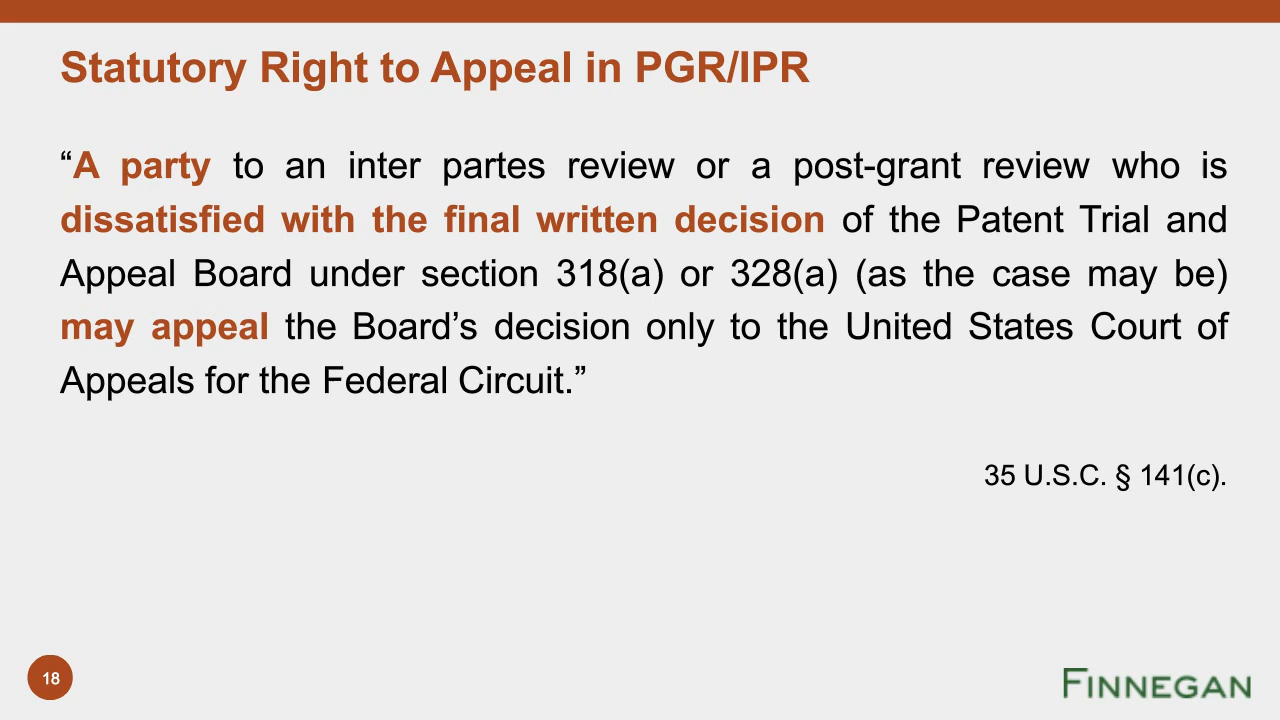 Statutory Right to Appeal in PGR/IPR
“A party to an inter partes review or a post-grant review who is
dissatisfied with the final written decision of the Patent Trial and
Appeal Board under section 318(a) or 328(a) (as the case may be)
may appeal the Board’s decision only to the United States Court of
Appeals for the Federal Circuit.”
35 U.S.C. § 141(c).
18
FINNEGAN